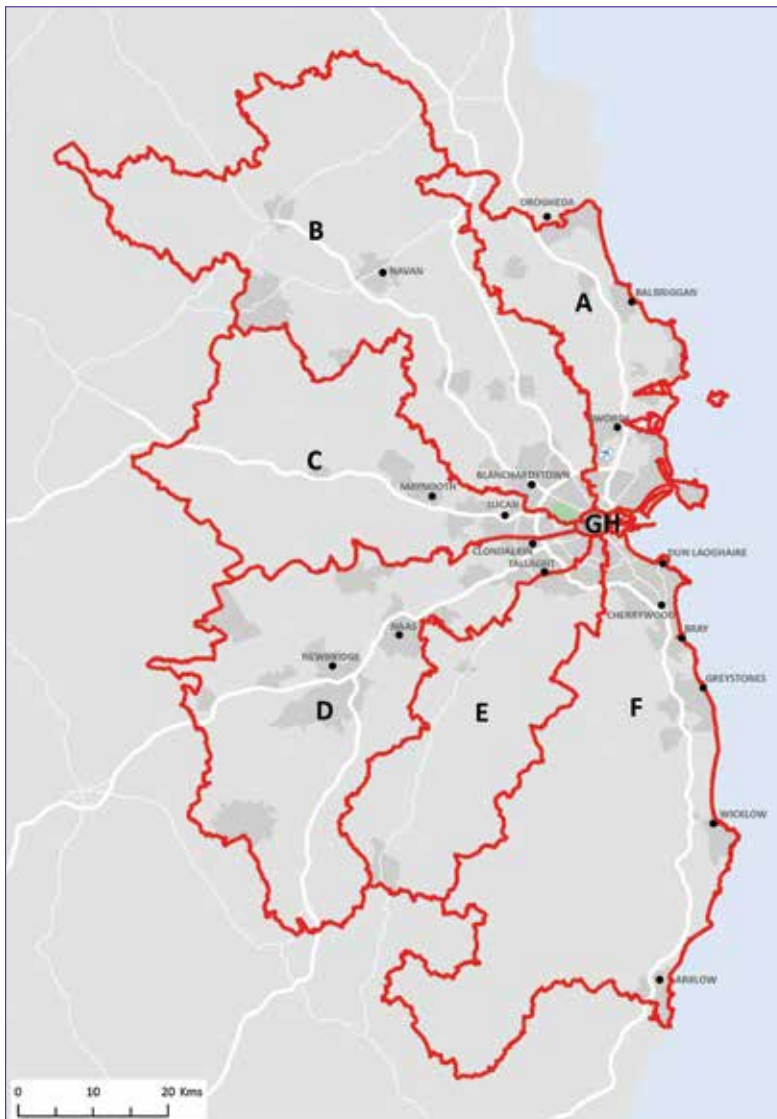 DROGHEDA
B
NAVAN
A
BALBRIGGAN
SWORDS
C
BLANCHARDSTOWN
MAYNOOTH
LUCAN
GH
CLONDALKIN
DUN LAOGHAIRE
TALLAGHT
CHERRYWOOD
NAAS
BRAY
NEWBRIDGE
GREYSTONES
D
E
F
WICKLOW
ARKLOW
0 10 20 Kms